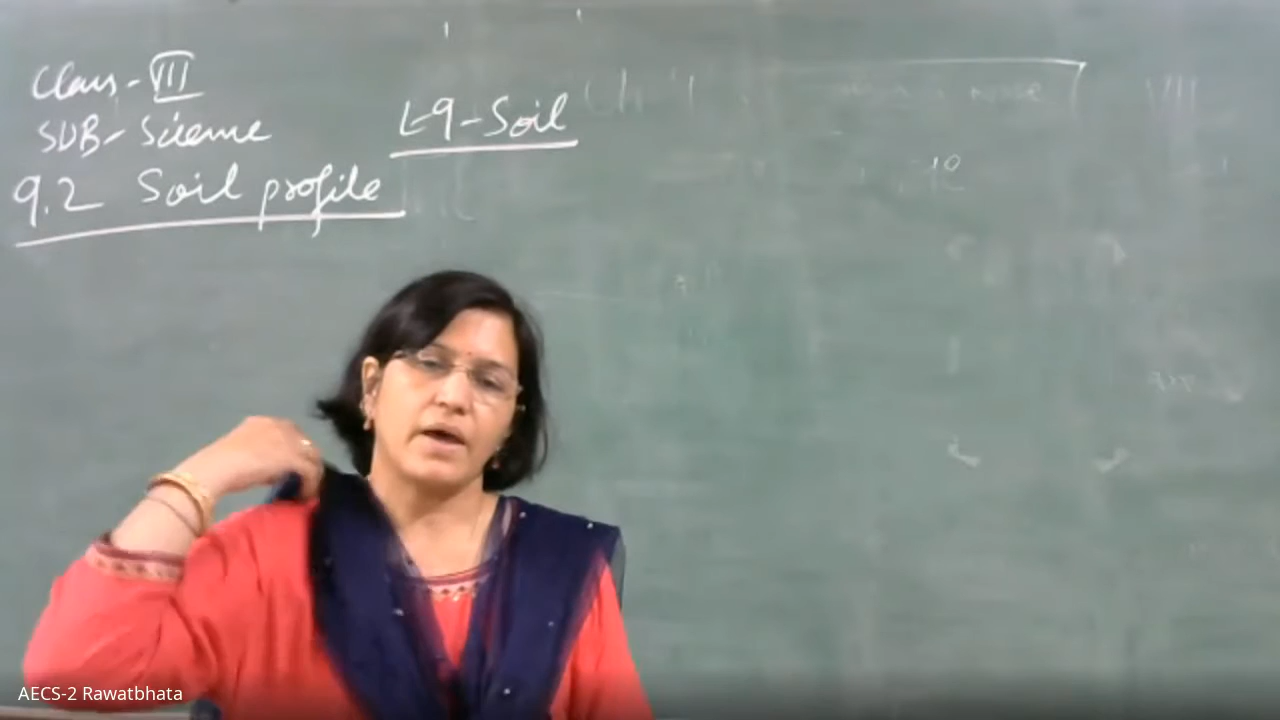 Class - VII
SUB - Science
L-9 - Soil
9.2 Soil profile
AECS-2 Rawatbhata